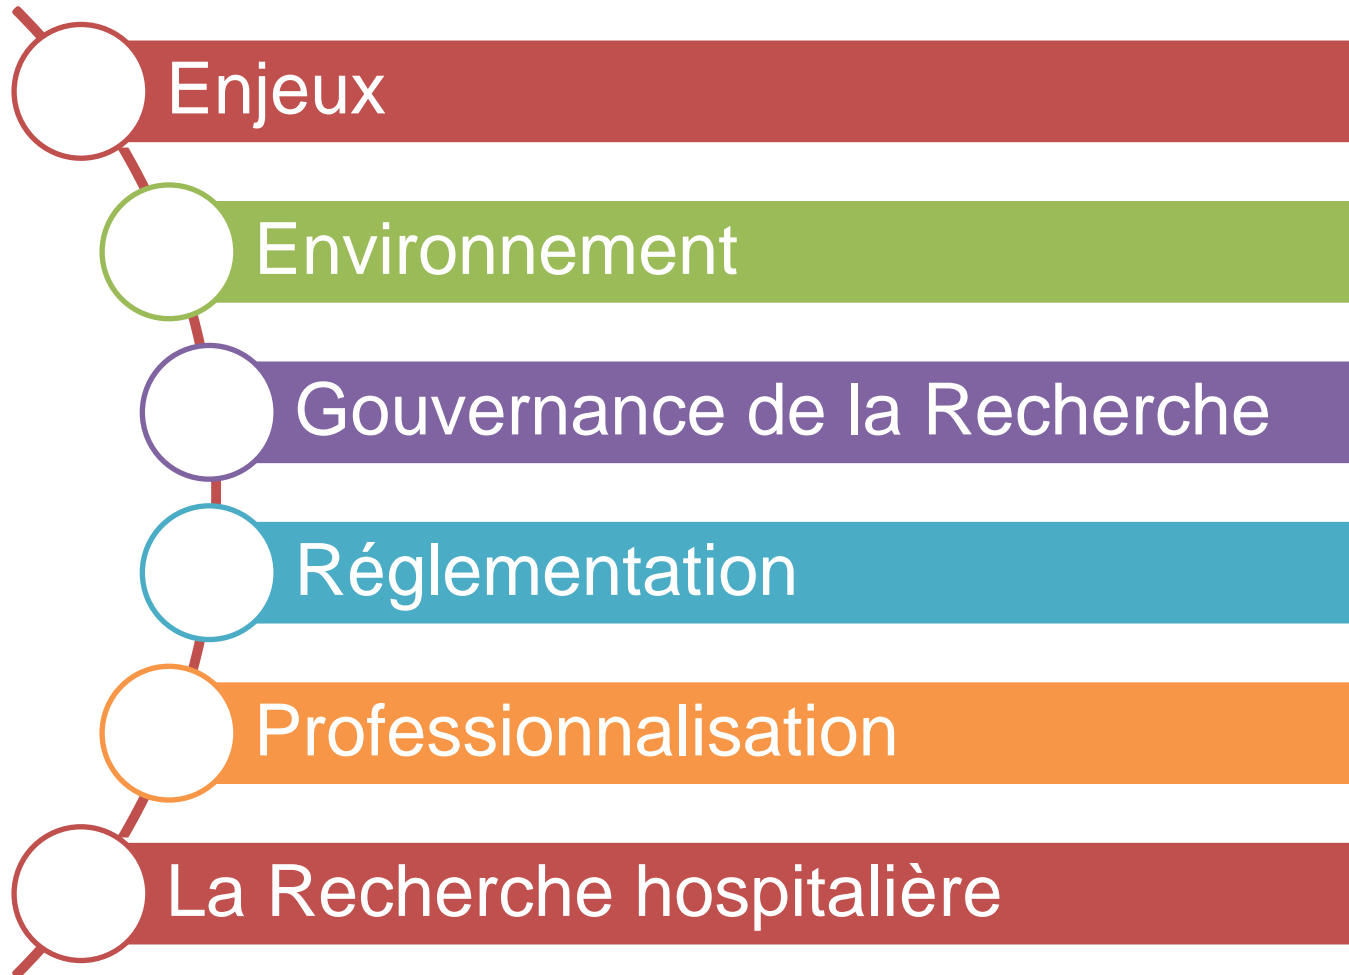 Enjeux
Environnement
Gouvernance de la Recherche
Réglementation
Professionnalisation
La Recherche hospitalière